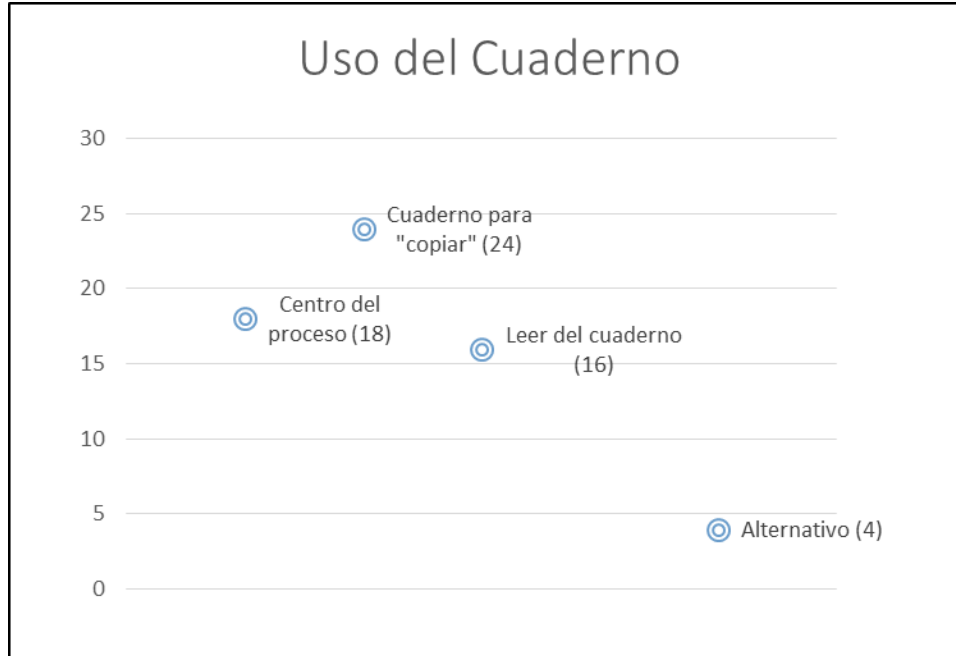 Uso del Cuaderno
30
25
20
15
10
5
0
Cuaderno para
"copiar" (24)
Centro del
proceso (18)
Leer del cuaderno
(16)
Alternativo (4)